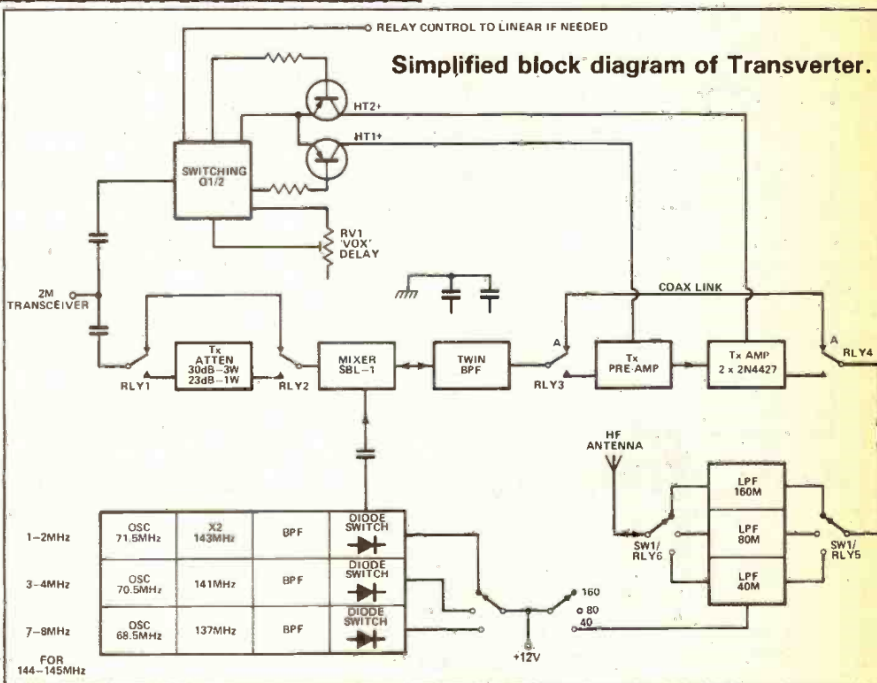 RELAY CONTROL TO LINEAR IF NEEDED
Simplified block diagram of Transverter.
HT2+
HT1+
SWITCHING
Q1/2
RV1
'VOX'
DELAY
2M
TRANSCEIVER
COAX LINK
A
A
Tx
ATTEN
30dB-3W
23dB-1W
MIXER
SBL-1
TWIN
BPF
Tx
PRE-AMP
Tx AMP
2 x 2N4427
RLY4
RLY1
RLY2
RLY3
HF
ANTENNA
LPF
160M
LPF
80M
LPF
40M
SW1/
RLY6
SW1/
RLY5
1-2MHz
OSC
71.5MHz
X2
143MHz
BPF
DIODE
SWITCH
3-4MHz
OSC
70.5MHz
141MHz
BPF
DIODE
SWITCH
7-8MHz
OSC
68.5MHz
137MHz
BPF
DIODE
SWITCH
160
80
40
+12V
FOR
144-145MHz